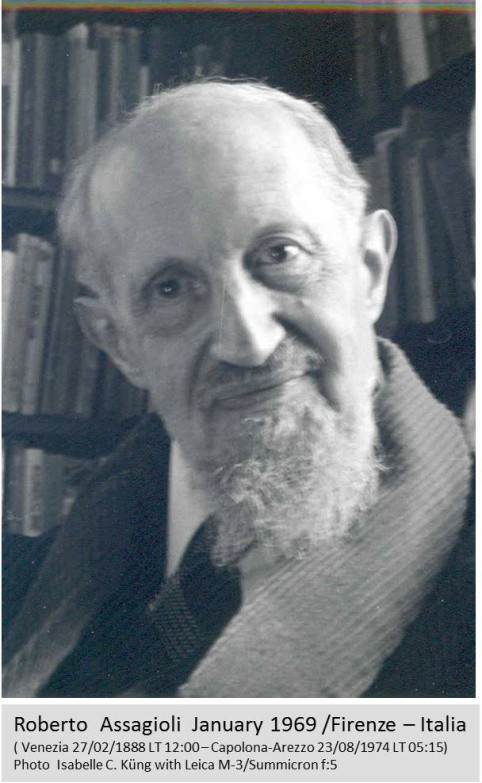 Roberto Assagioli January 1969 /Firenze – Italia
( Venezia 27/02/1888 LT 12:00 – Capolona-Arezzo 23/08/1974 LT 05:15)
Photo Isabelle C. Küng with Leica M-3/Summicron f:5